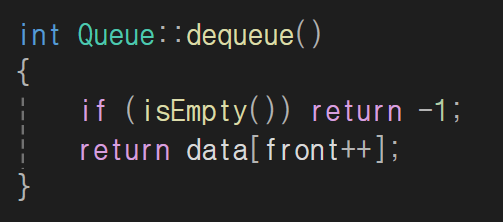 int Queue::dequeue()
{
if (isEmpty()) return -1;
return data[front++];
}